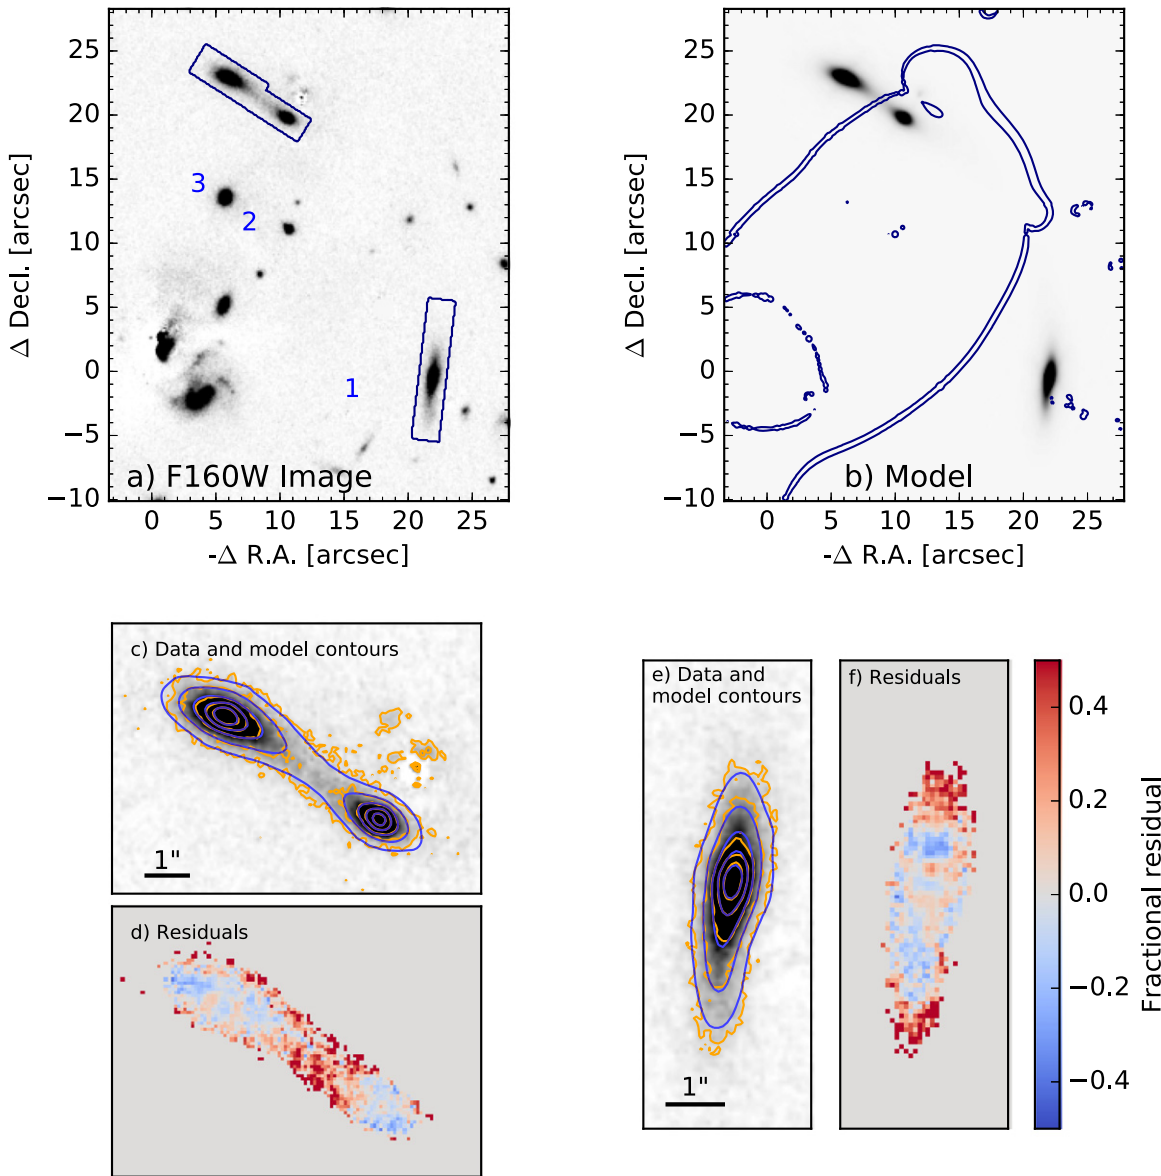 25
20
15
10
5
0
−5
−10
Δ Decl. [arcsec]
3
2
1
a) F160W Image
0 5 10 15 20 25
-Δ R.A. [arcsec]
25
20
15
10
5
0
−5
−10
Δ Decl. [arcsec]
b) Model
0 5 10 15 20 25
-Δ R.A. [arcsec]
c) Data and model contours
1"
d) Residuals
e) Data and
model contours
1"
f) Residuals
0.4
0.2
0.0
−0.2
−0.4
Fractional residual